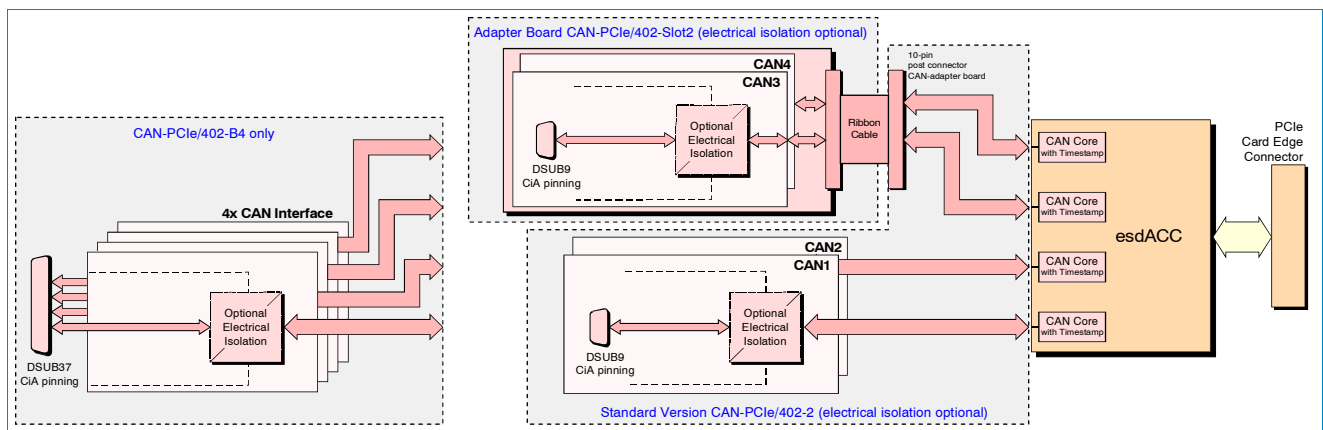 CAN-PCIe/402-B4 only
4x CAN Interface
Optional
Electrical
Isolation
DSUB37
CiA pinning
Adapter Board CAN-PCIe/402-Slot2 (electrical isolation optional)
CAN4
CAN3
Optional
Electrical
Isolation
DSUB9
CiA pinning
Ribbon
Cable
10-pin
post connector
CAN-adapter board
CAN2
CAN1
Optional
Electrical
Isolation
DSUB9
CiA pinning
Standard Version CAN-PCIe/402-2 (electrical isolation optional)
CAN Core
with Timestamp
CAN Core
with Timestamp
CAN Core
with Timestamp
CAN Core
with Timestamp
esdACC
PCIe
Card Edge
Connector